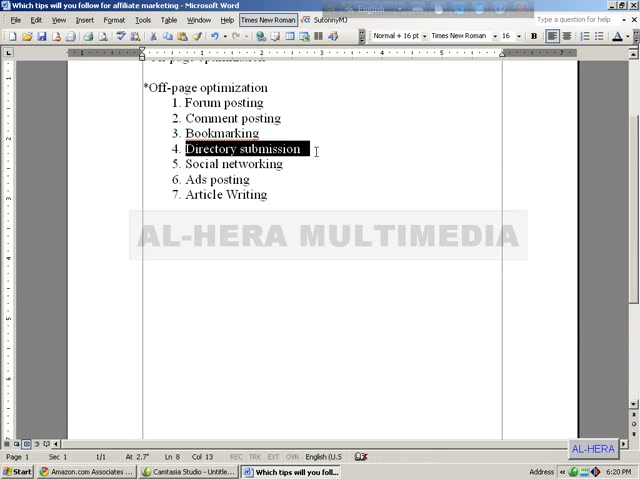 Which tips will you follow for affiliate marketing - Microsoft Word
English
File Edit View Insert Format Tools Table Window Help Times New Roman SutonnyMJ Type a question for help
Normal + 16 pt Times New Roman 16 B
*Off-page optimization
1. Forum posting
2. Comment posting
3. Bookmarking
4. Directory submission
5. Social networking
6. Ads posting
7. Article Writing
AL-HERA MULTIMEDIA
Page 1 Sec 1 1/1 At 2.7" Ln 8 Col 13 REC TRK EXT OVR English (U.S
AL-HERA
Start Amazon.com Associates ... Camtasia Studio - Untitle... Which tips will you foll... Address « 6:20 PM